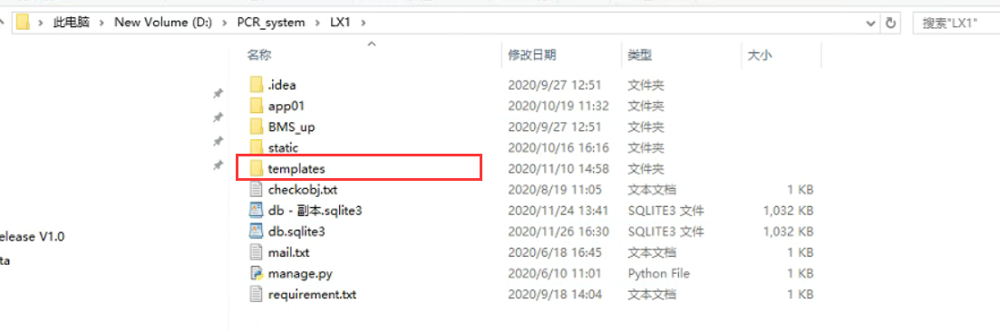 此电脑 > New Volume (D:) > PCR_system > LX1 >
搜索"LX1"
名称 修改日期 类型 大小
.idea 2020/9/27 12:51 文件夹
app01 2020/10/19 11:32 文件夹
BMS_up 2020/9/27 12:51 文件夹
static 2020/10/16 16:16 文件夹
templates 2020/11/10 14:58 文件夹
checkobj.txt 2020/8/19 11:05 文本文档 1 KB
db - 副本.sqlite3 2020/11/24 13:41 SQLITE3 文件 1,032 KB
db.sqlite3 2020/11/26 16:30 SQLITE3 文件 1,032 KB
mail.txt 2020/6/18 16:45 文本文档 1 KB
manage.py 2020/6/10 11:01 Python File 1 KB
requirement.txt 2020/9/18 14:04 文本文档 1 KB
elease V1.0
ta